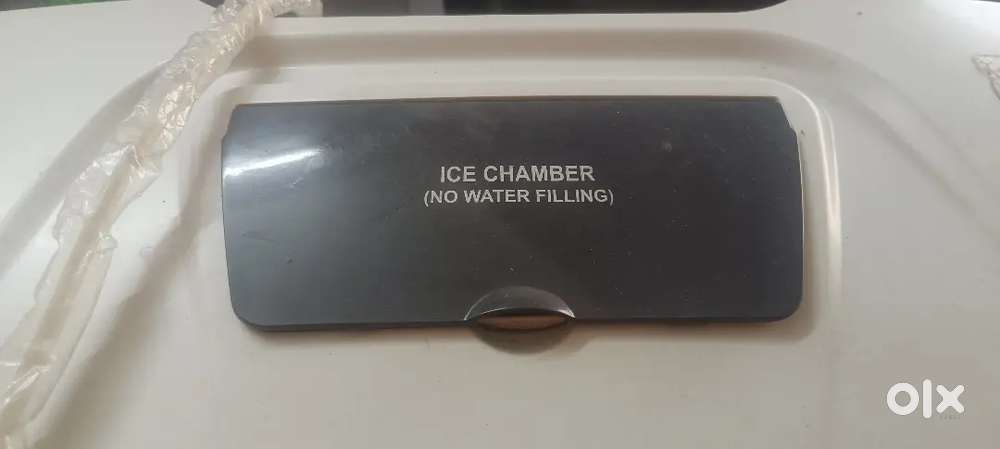 ICE CHAMBER
(NO WATER FILLING)
olx